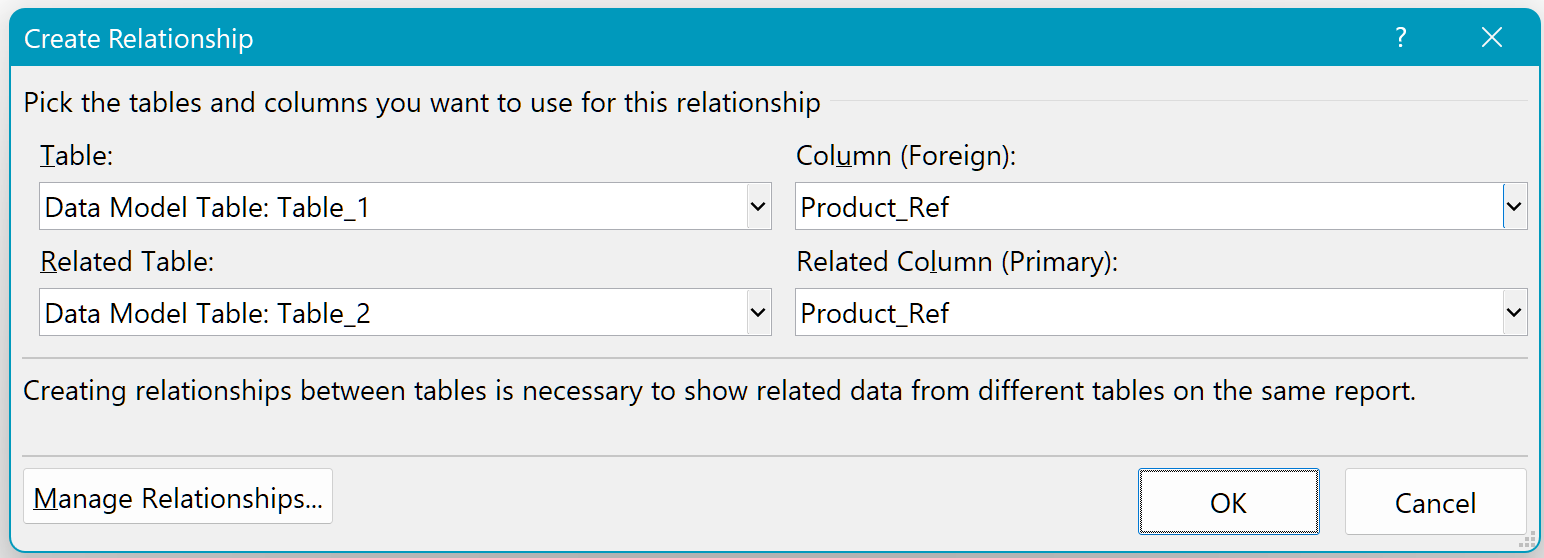 Create Relationship ?
Pick the tables and columns you want to use for this relationship
Table: Column (Foreign):
Data Model Table: Table_1 Product_Ref
Related Table: Related Column (Primary):
Data Model Table: Table_2 Product_Ref
Creating relationships between tables is necessary to show related data from different tables on the same report.
Manage Relationships... OK Cancel